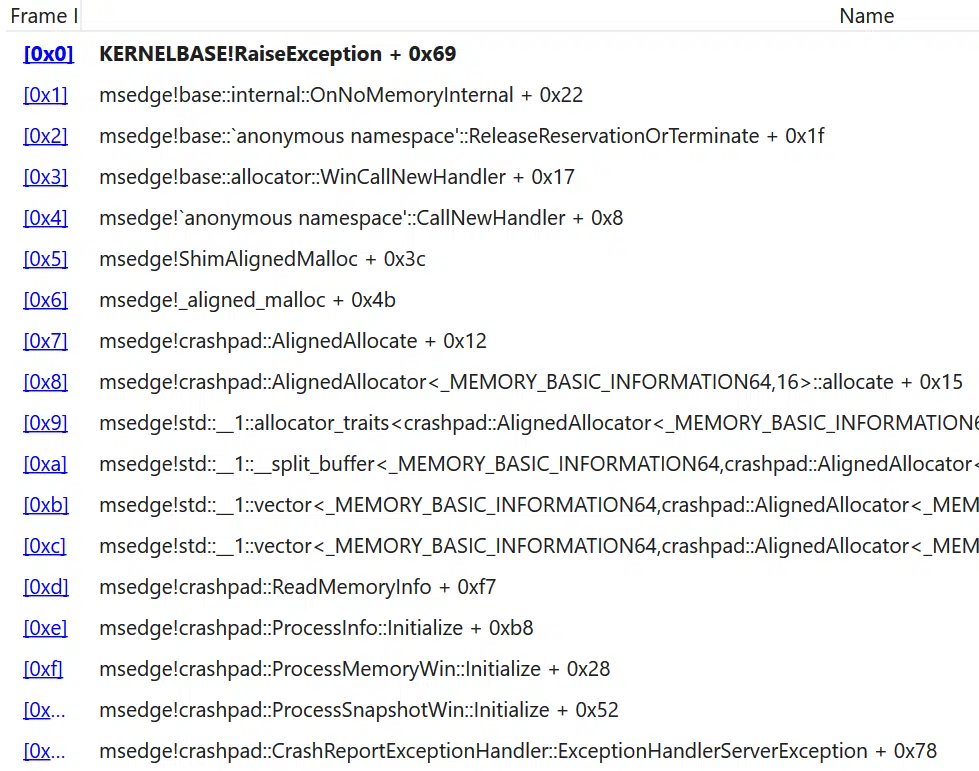 Frame I Name
[0x0] KERNELBASE!RaiseException + 0x69
[0x1] msedge!base::internal::OnNoMemoryInternal + 0x22
[0x2] msedge!base::`anonymous namespace'::ReleaseReservationOrTerminate + 0x1f
[0x3] msedge!base::allocator::WinCallNewHandler + 0x17
[0x4] msedge!`anonymous namespace'::CallNewHandler + 0x8
[0x5] msedge!ShimAlignedMalloc + 0x3c
[0x6] msedge!_aligned_malloc + 0x4b
[0x7] msedge!crashpad::AlignedAllocate + 0x12
[0x8] msedge!crashpad::AlignedAllocator<_MEMORY_BASIC_INFORMATION64,16>::allocate + 0x15
[0x9] msedge!std::__1::allocator_traits<crashpad::AlignedAllocator<_MEMORY_BASIC_INFORMATION6
[0xa] msedge!std::__1::__split_buffer<_MEMORY_BASIC_INFORMATION64,crashpad::AlignedAllocator<
[0xb] msedge!std::__1::vector<_MEMORY_BASIC_INFORMATION64,crashpad::AlignedAllocator<_MEM
[0xc] msedge!std::__1::vector<_MEMORY_BASIC_INFORMATION64,crashpad::AlignedAllocator<_MEM
[0xd] msedge!crashpad::ReadMemoryInfo + 0xf7
[0xe] msedge!crashpad::ProcessInfo::Initialize + 0xb8
[0xf] msedge!crashpad::ProcessMemoryWin::Initialize + 0x28
[0x... msedge!crashpad::ProcessSnapshotWin::Initialize + 0x52
[0x... msedge!crashpad::CrashReportExceptionHandler::ExceptionHandlerServerException + 0x78